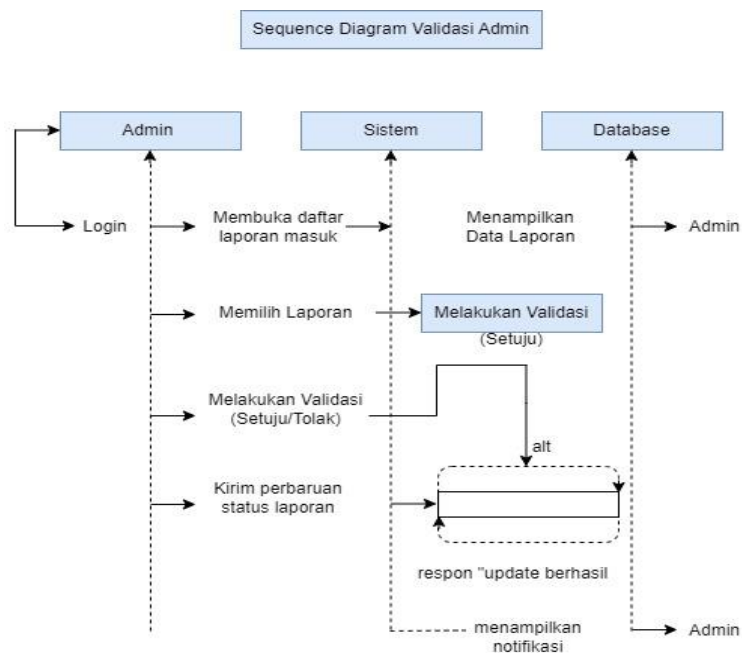 Sequence Diagram Validasi Admin
Admin
Sistem
Database
Login
Membuka daftar
laporan masuk
Menampilkan
Data Laporan
Admin
Memilih Laporan
Melakukan Validasi
(Setuju)
Melakukan Validasi
(Setuju/Tolak)
alt
Kirim perbaruan
status laporan
respon "update berhasil
menampilkan
notifikasi
Admin